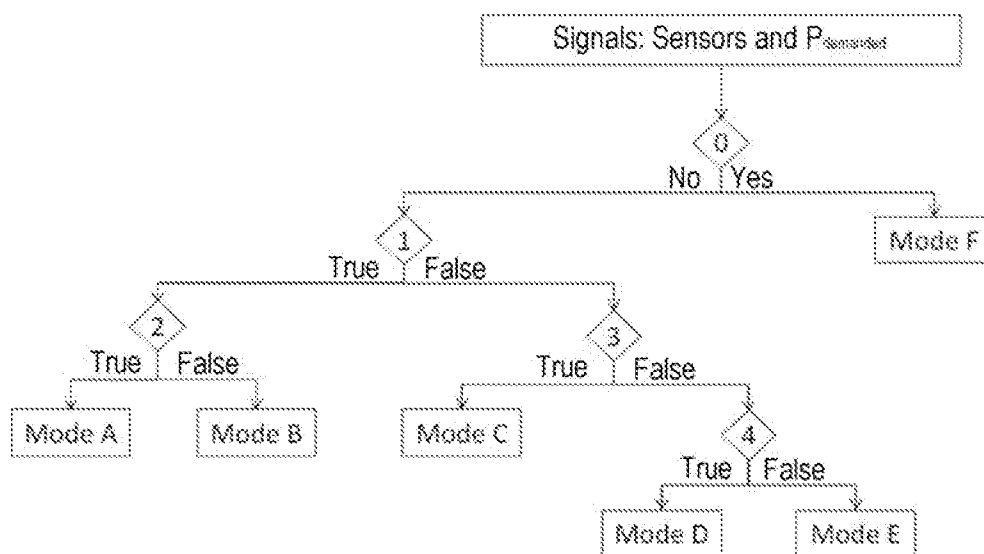 Signals: Sensors and Pdemanded
0
No Yes
Mode F
1
True False
2
3
True False
True False
Mode A
Mode B
Mode C
4
True False
Mode D
Mode E